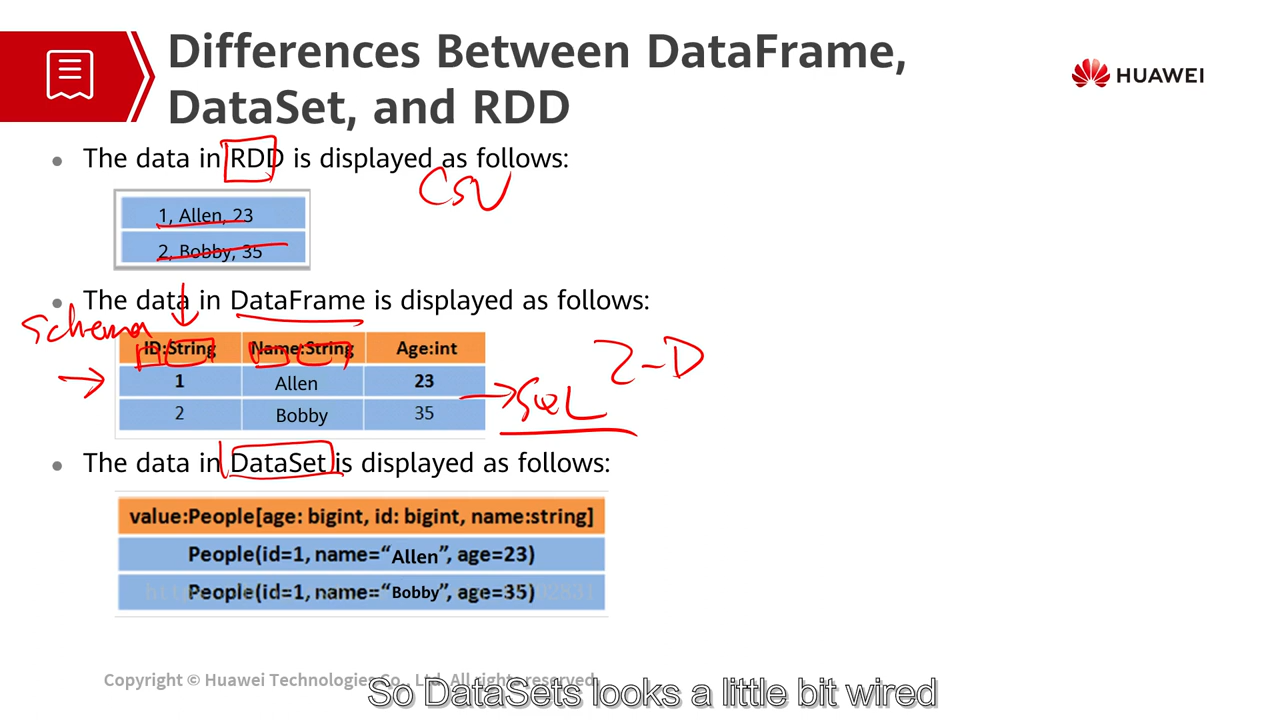 Differences Between DataFrame,
DataSet, and RDD
HUAWEI
The data in RDD is displayed as follows:
CSV
1, Allen, 23
2, Bobby, 35
The data in DataFrame is displayed as follows:
Schema
ID:String Name:String Age:int
2-D
1 Allen 23
SQL
2 Bobby 35
The data in DataSet is displayed as follows:
value:People[age: bigint, id: bigint, name:string]
People(id=1, name="Allen", age=23)
People(id=1, name="Bobby", age=35)
Copyright © Huawei Technologies Co., Ltd. All rights reserved.
So DataSets looks a little bit wired